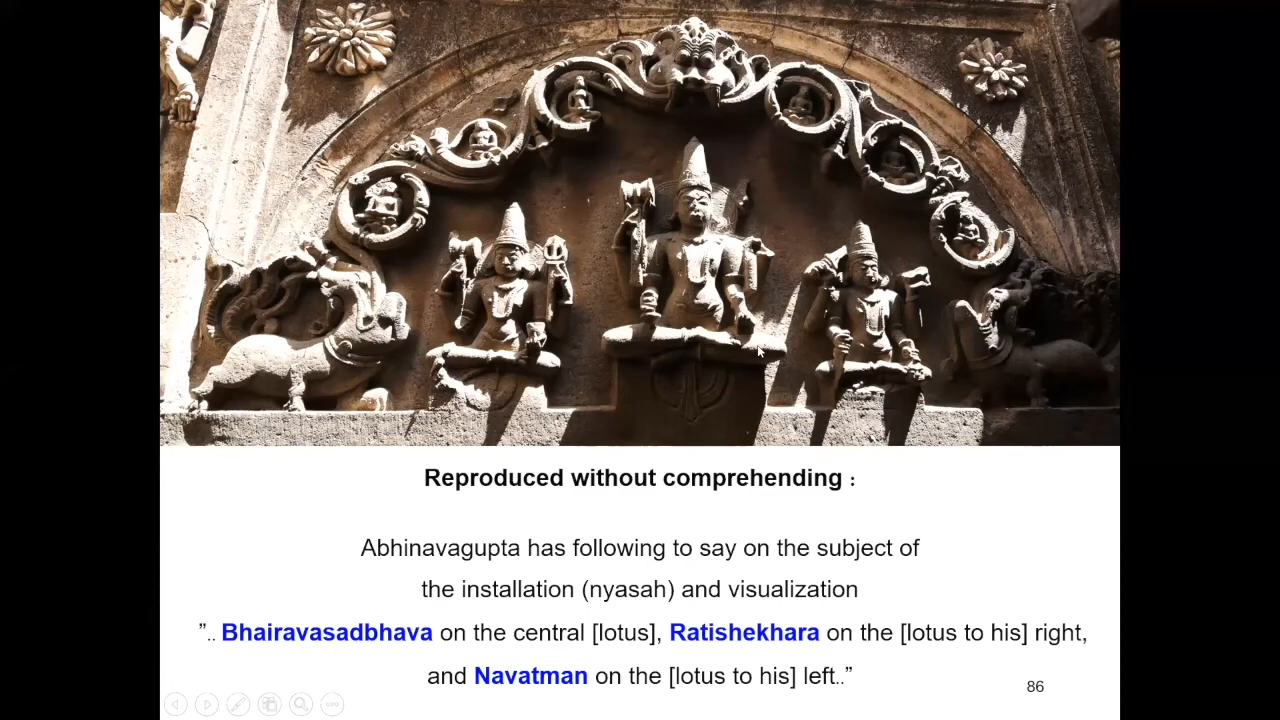 Reproduced without comprehending :
Abhinavagupta has following to say on the subject of
the installation (nyasah) and visualization
”.. Bhairavasadbhava on the central [lotus], Ratishekhara on the [lotus to his] right,
and Navatman on the [lotus to his] left..”
86